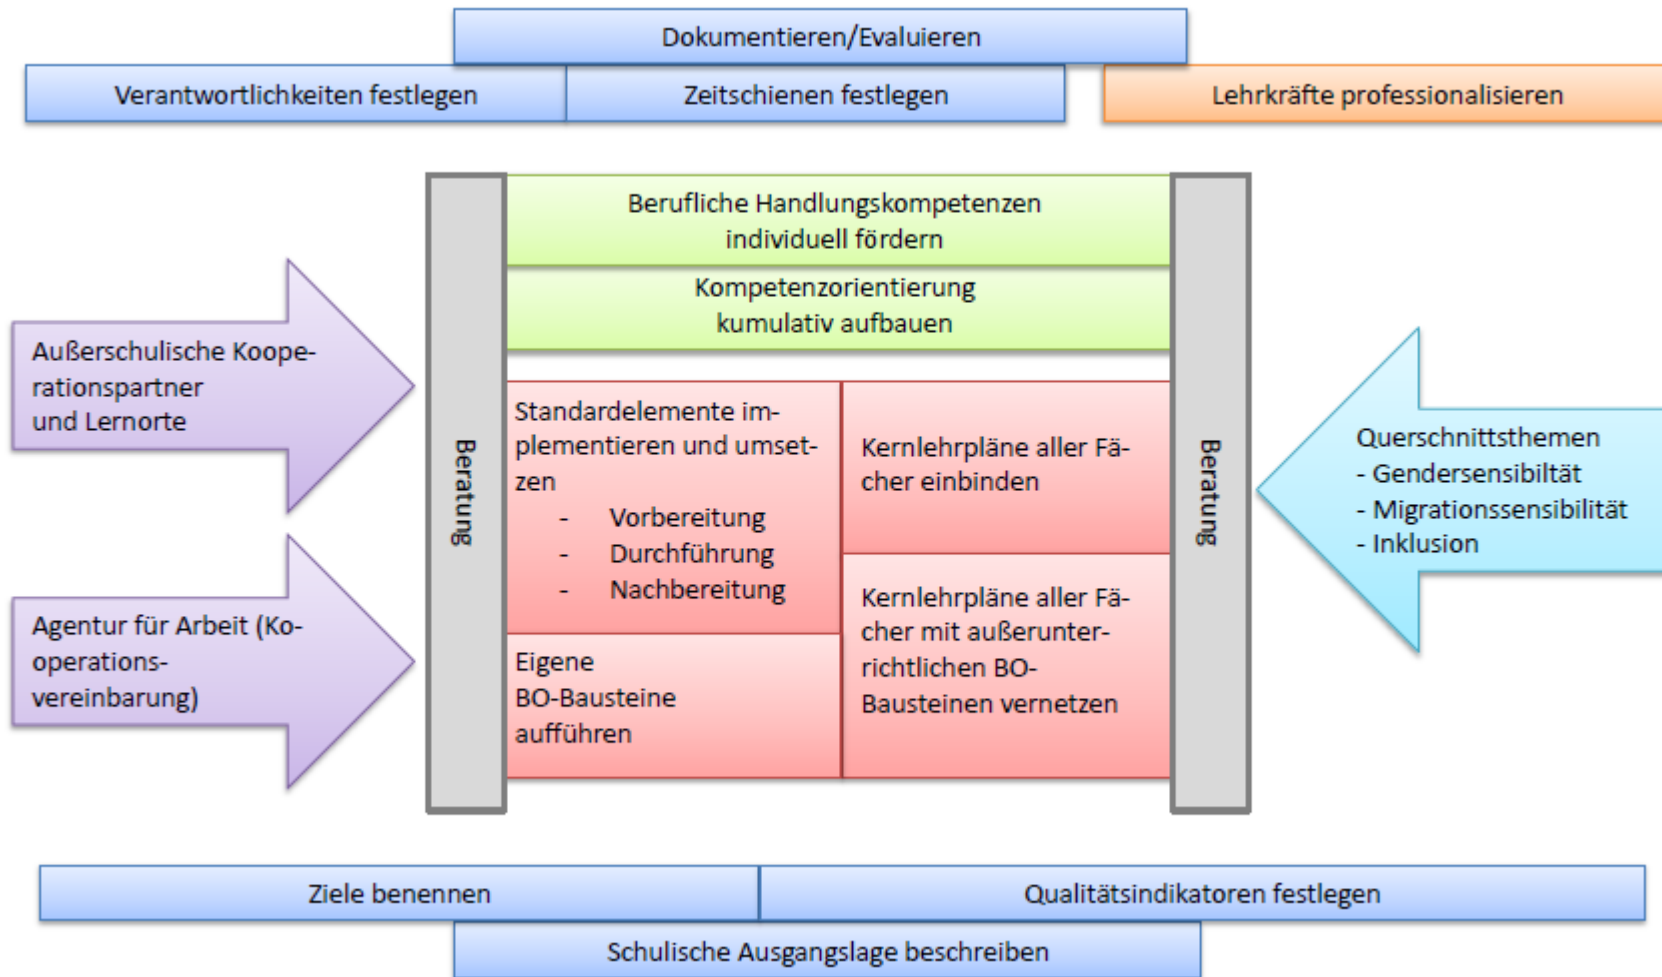 Dokumentieren/Evaluieren
Verantwortlichkeiten festlegen
Zeitschienen festlegen
Lehrkräfte professionalisieren
Berufliche Handlungskompetenzen
individuell fördern
Kompetenzorientierung
kumulativ aufbauen
Außerschulische Koope-
rationspartner
und Lernorte
Agentur für Arbeit (Ko-
operations-
vereinbarung)
Beratung
Standardelemente im-
plementieren und umset-
zen
- Vorbereitung
- Durchführung
- Nachbereitung
Eigene
BO-Bausteine
aufführen
Kernlehrpläne aller Fä-
cher einbinden
Kernlehrpläne aller Fä-
cher mit außerunter-
richtlichen BO-
Bausteinen vernetzen
Beratung
Querschnittsthemen
- Gendersensibiltät
- Migrationssensibilität
- Inklusion
Ziele benennen
Qualitätsindikatoren festlegen
Schulische Ausgangslage beschreiben